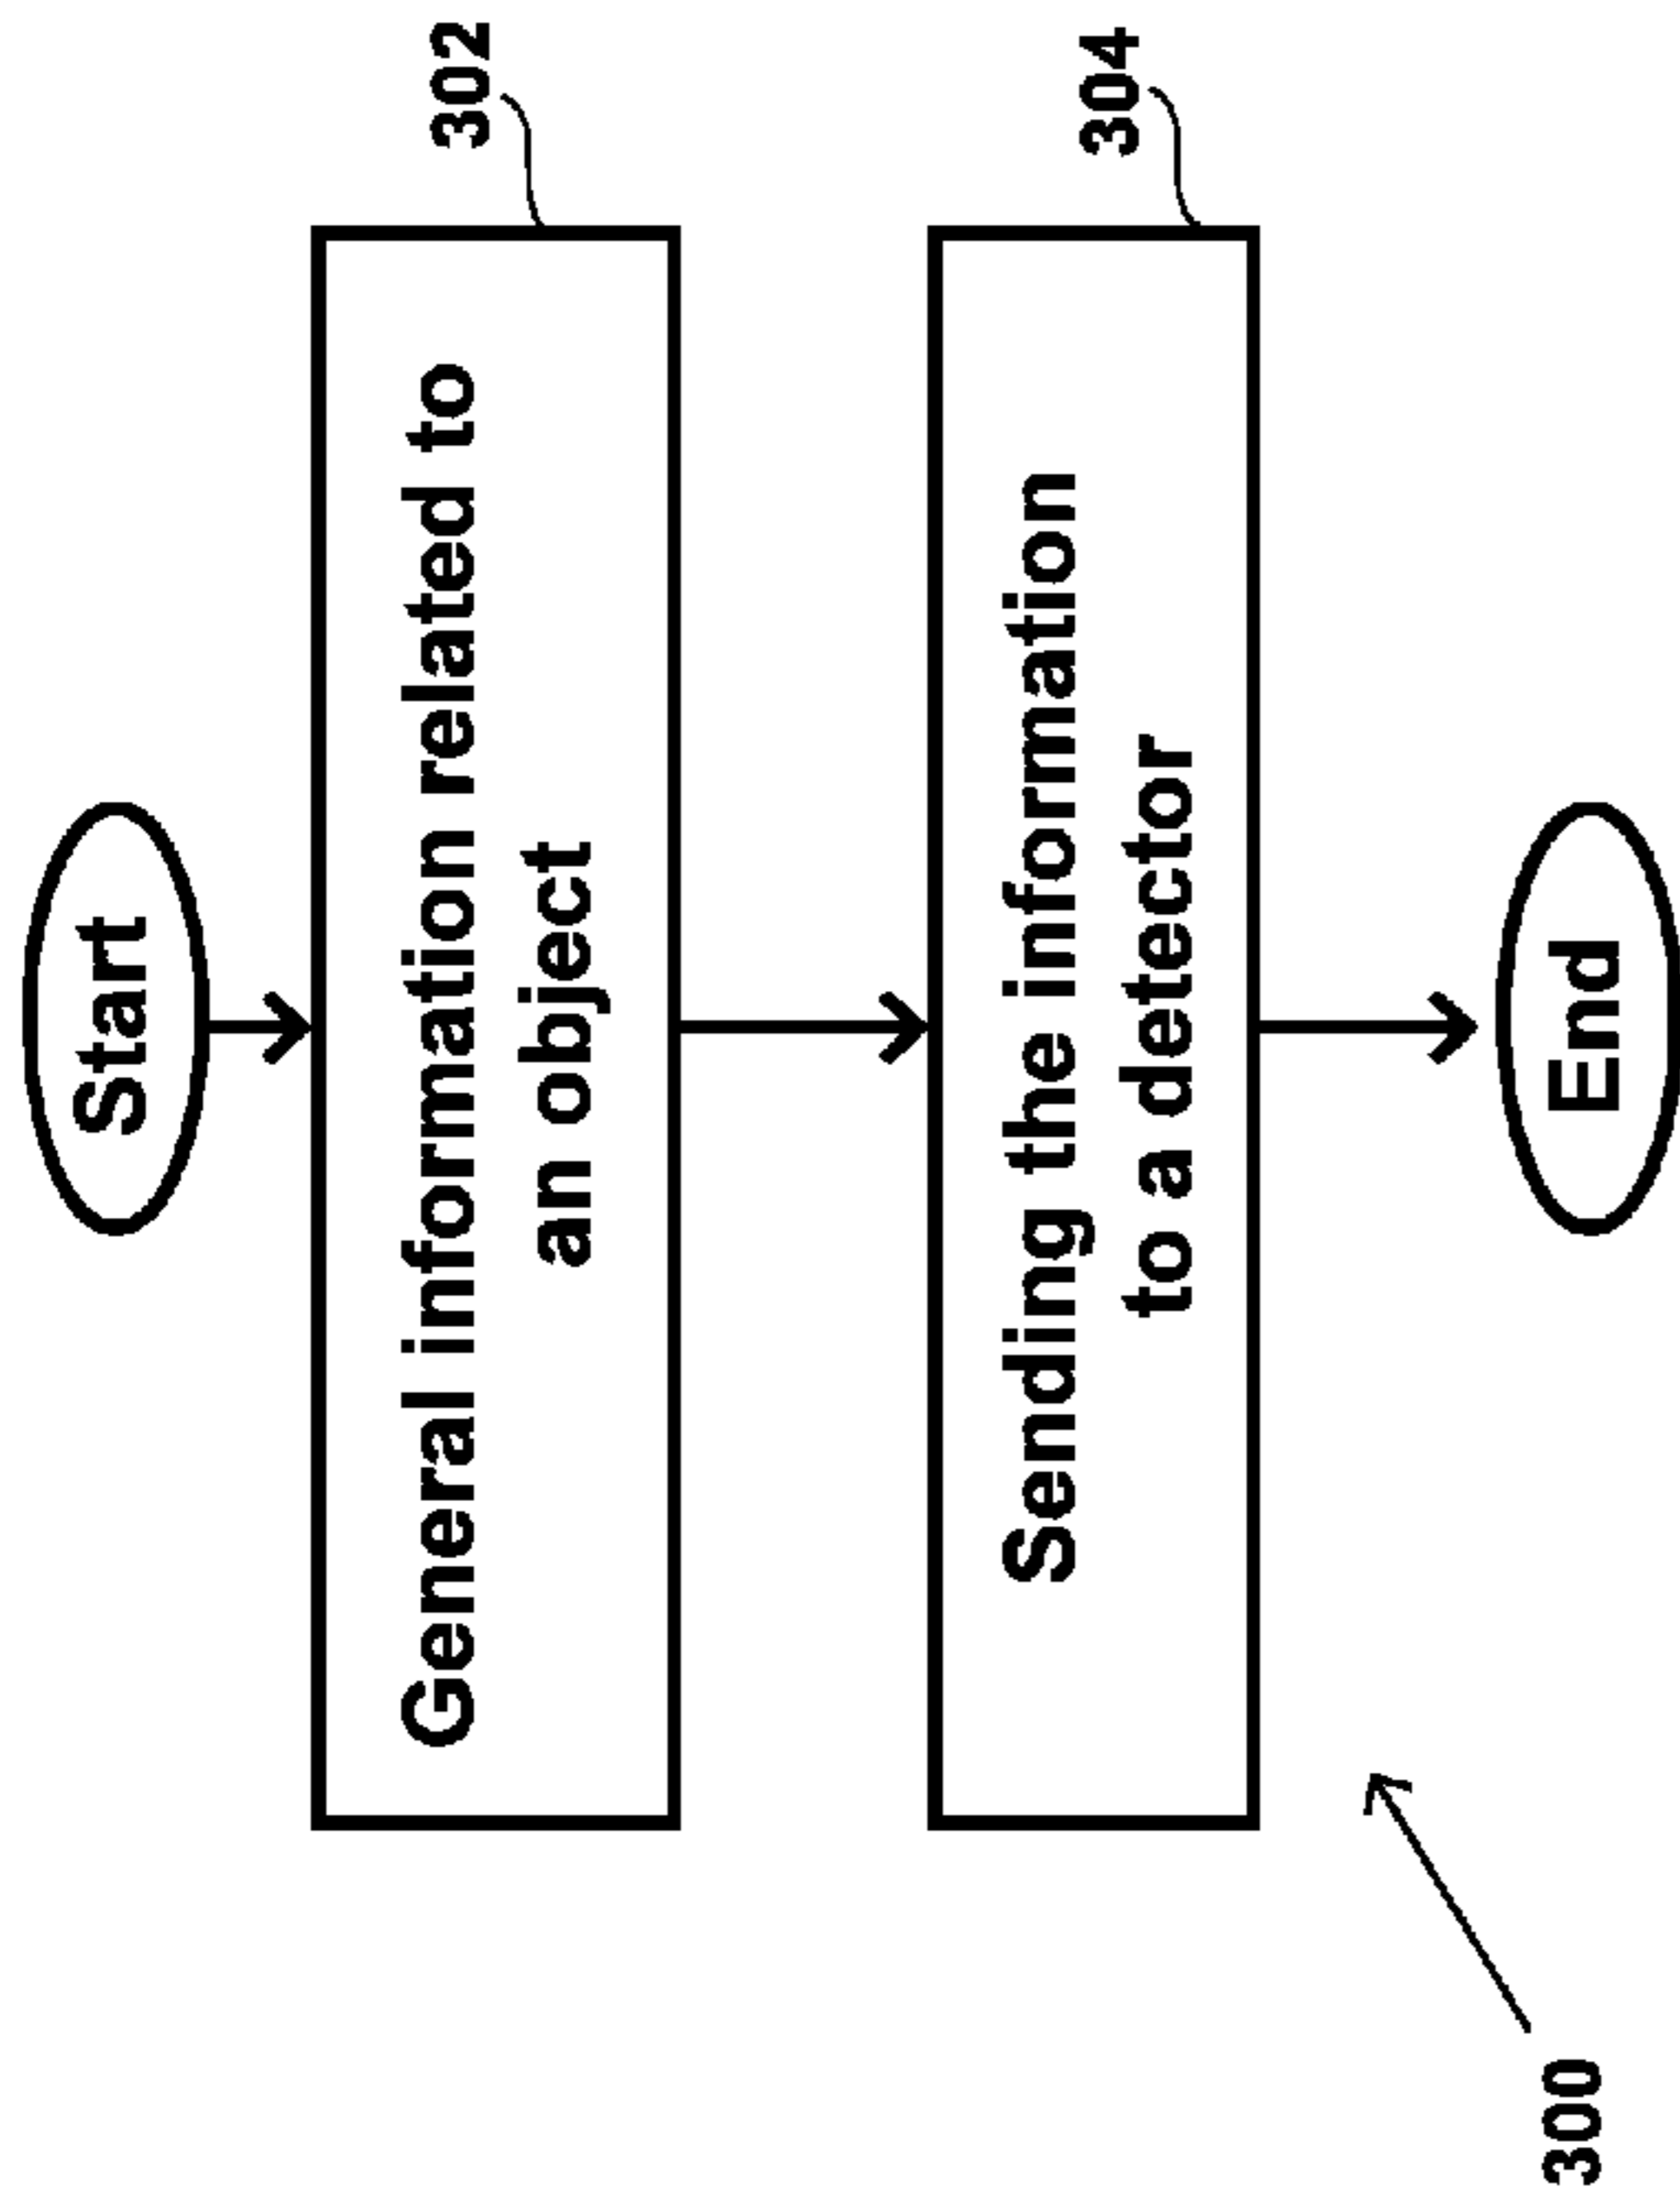 Start
General information related to
an object
302
Sending the information
to a detector
304
End
300